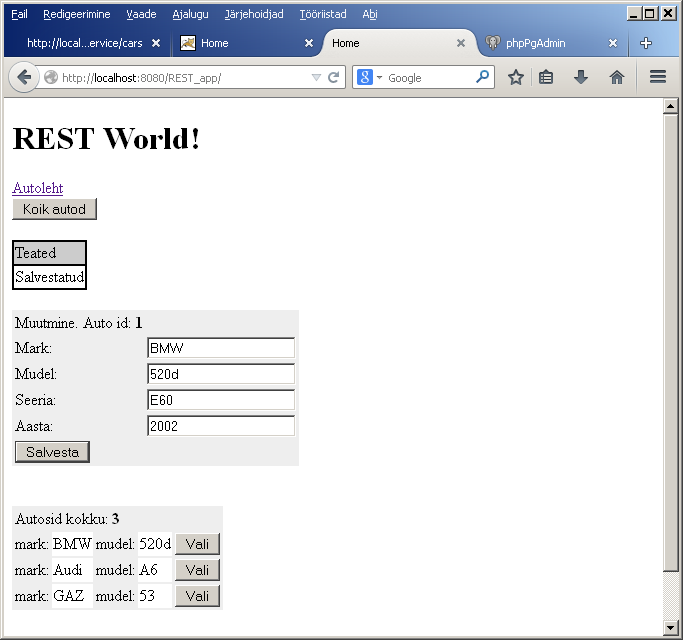 Fail Redigeerimine Vaade Ajalugu Järjehoidjad Tööriistad Abi
http://local...ervice/cars Home Home phpPgAdmin
http://localhost:8080/REST_app/ Google
REST World!
Autoleht
Koik autod
Teated
Salvestatud
Muutmine. Auto id: 1
Mark: BMW
Mudel: 520d
Seeria: E60
Aasta: 2002
Salvesta
Autosid kokku: 3
mark: BMW mudel: 520d Vali
mark: Audi mudel: A6 Vali
mark: GAZ mudel: 53 Vali